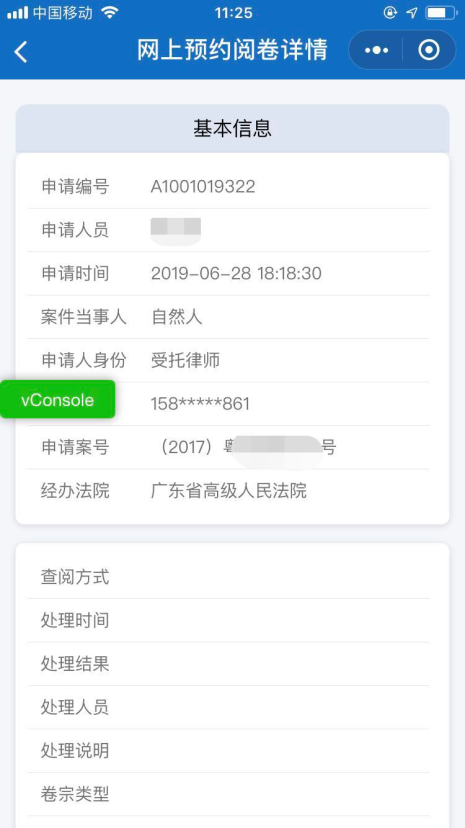 中国移动 11:25
网上预约阅卷详情
基本信息
申请编号 A1001019322
申请人员
申请时间 2019-06-28 18:18:30
案件当事人 自然人
申请人身份 受托律师
vConsole 158*****861
申请案号 （2017）粤 号
经办法院 广东省高级人民法院
查阅方式
处理时间
处理结果
处理人员
处理说明
卷宗类型